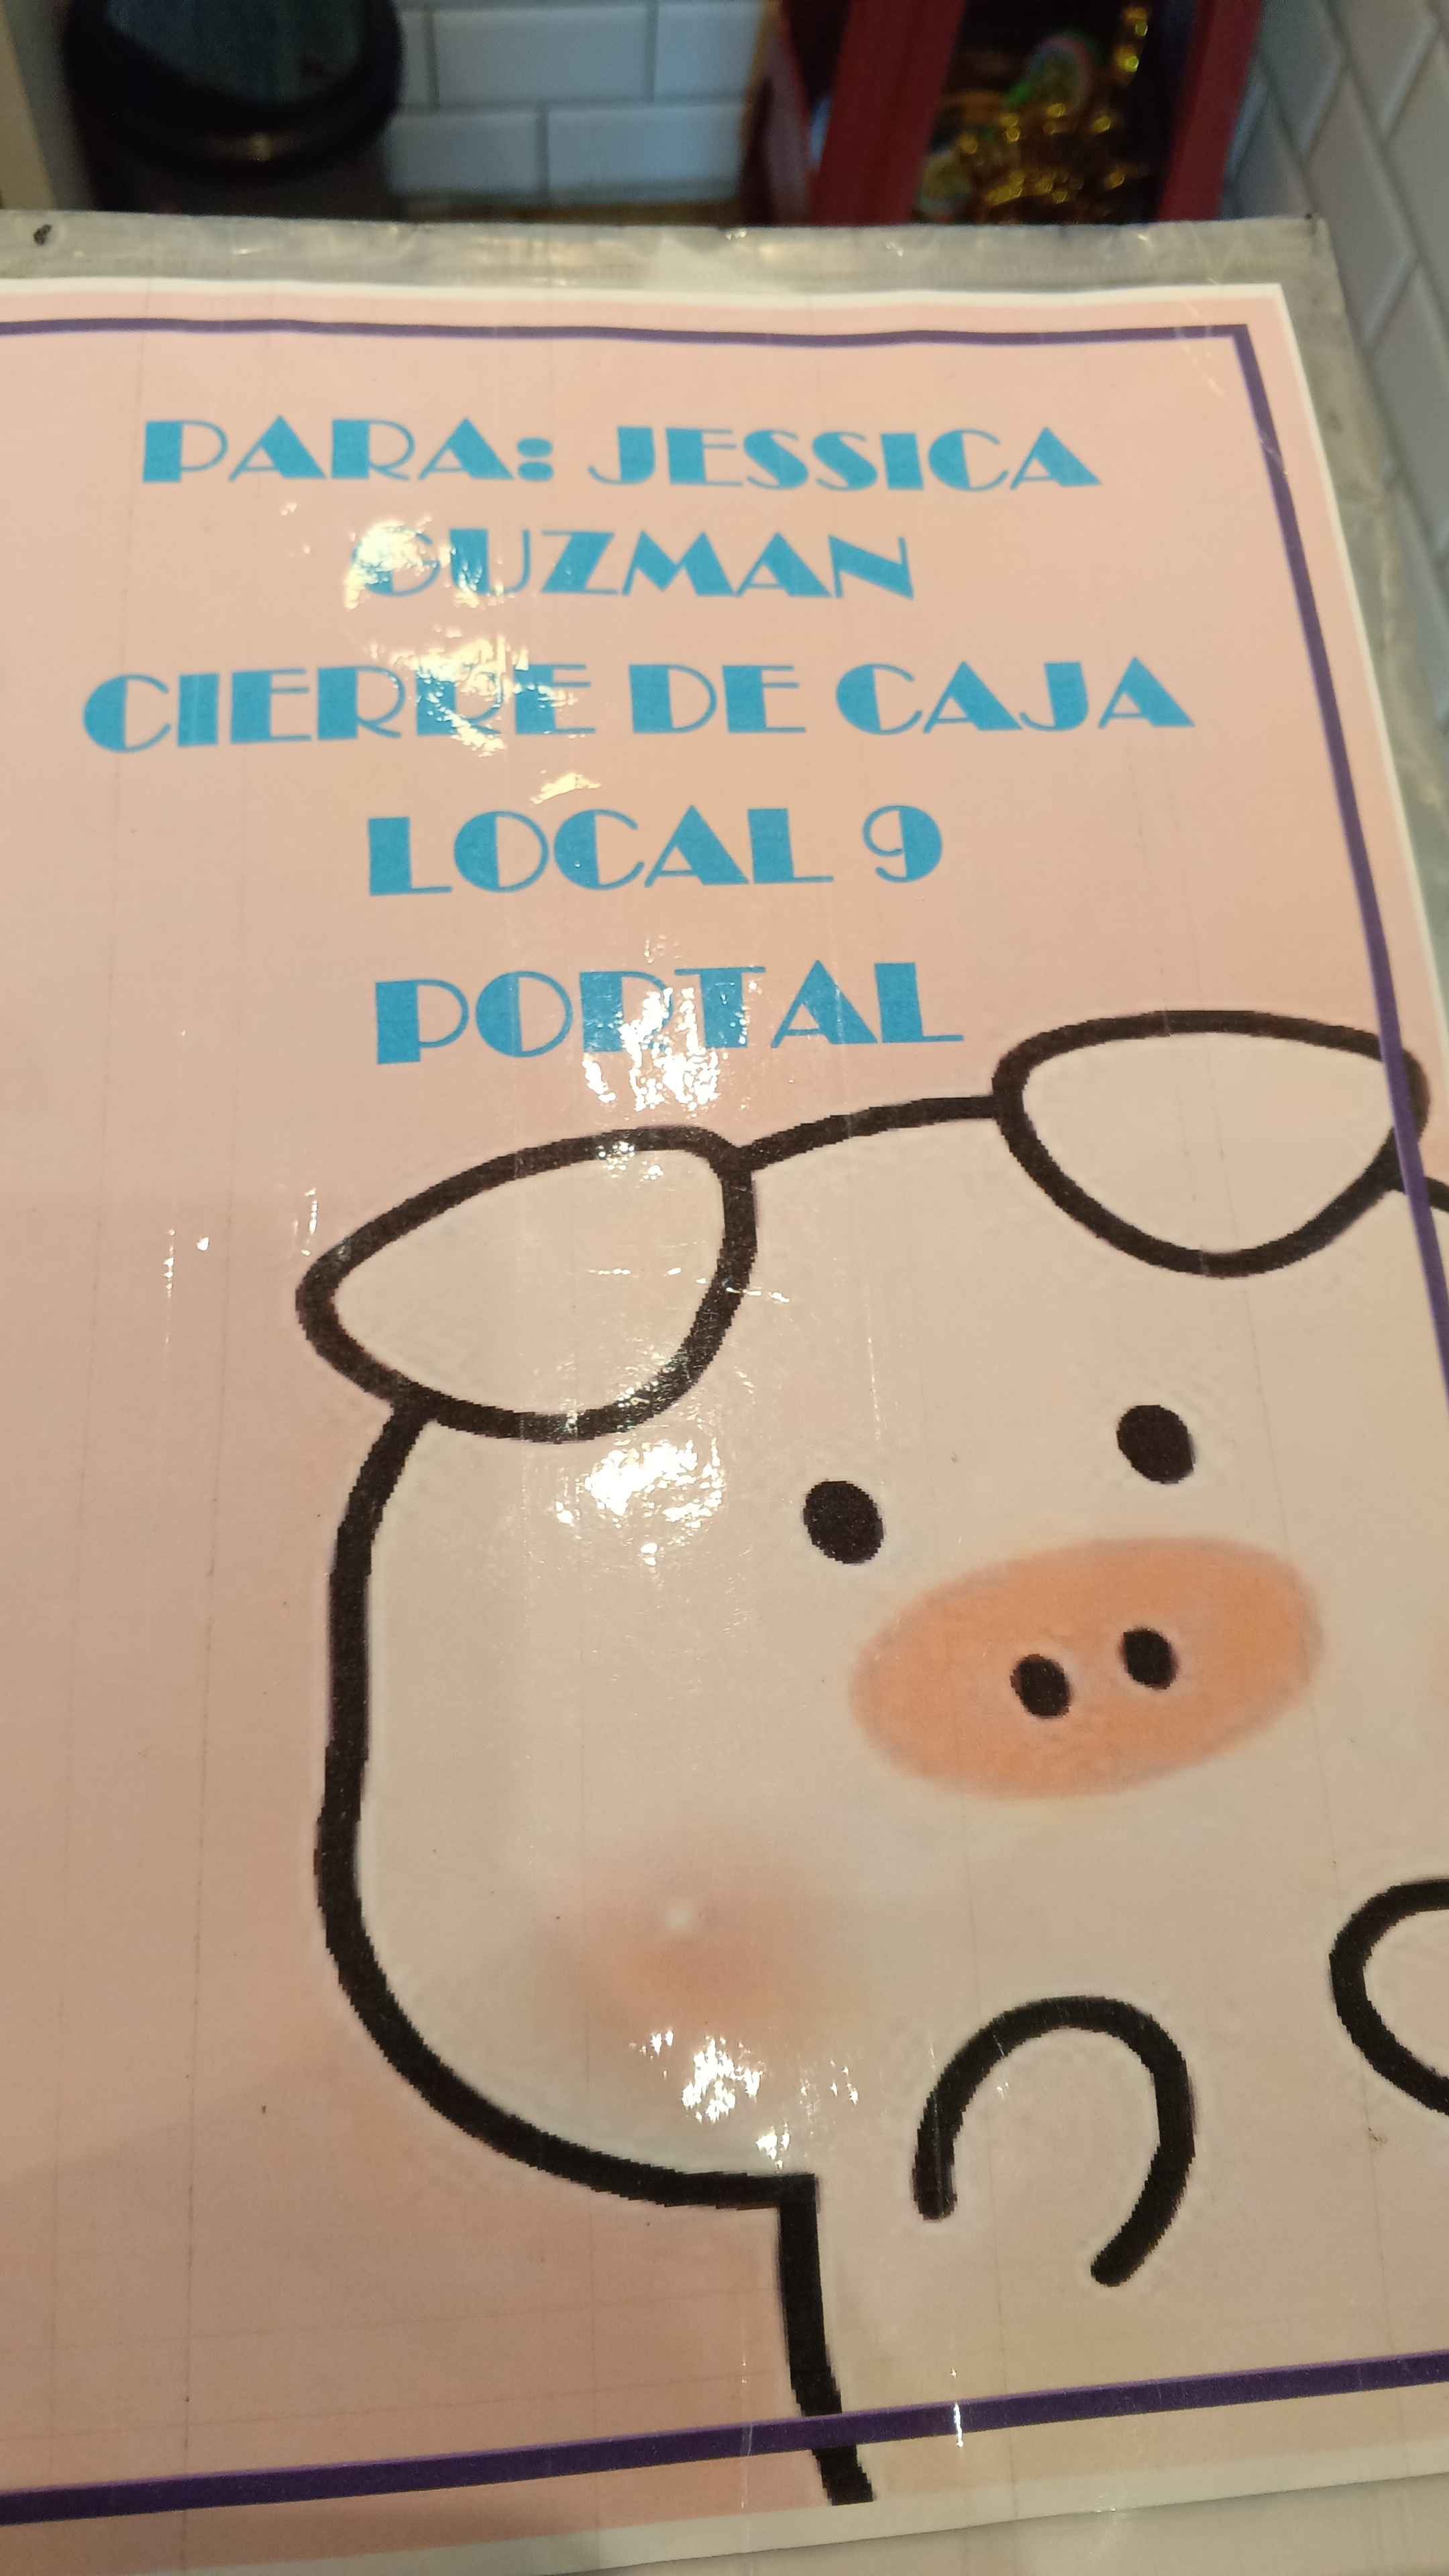 PARA: JESSICA
GUZMAN
CIERRE DE CAJA
LOCAL 9
PORTAL